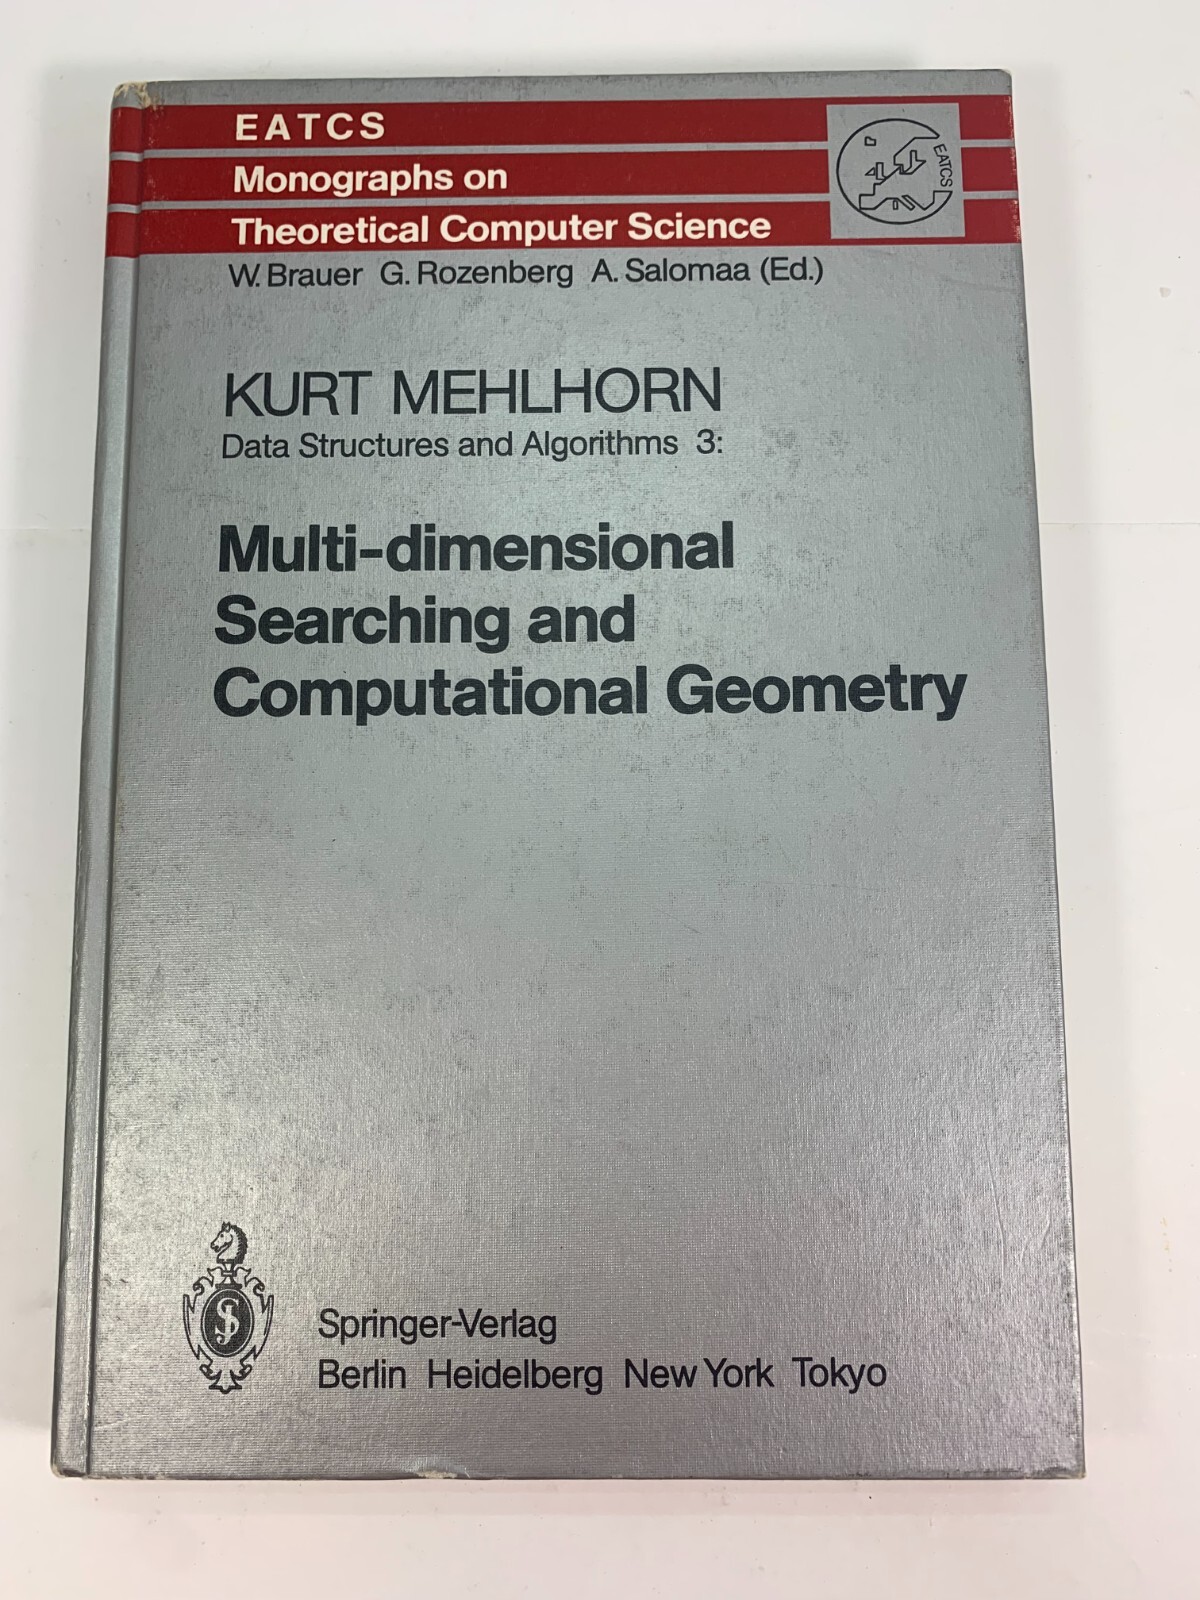 EATCS
Monographs on
Theoretical Computer Science
EATCS
W. Brauer G. Rozenberg A. Salomaa (Ed.)
KURT MEHLHORN
Data Structures and Algorithms 3:
Multi-dimensional
Searching and
Computational Geometry
Springer-Verlag
Berlin Heidelberg New York Tokyo